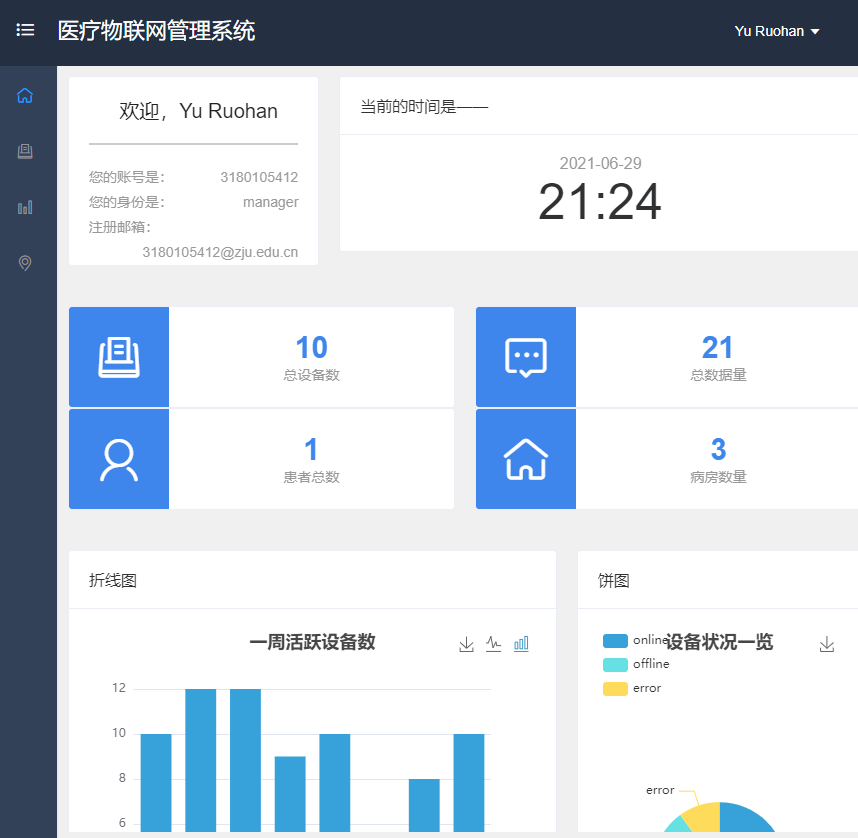 医疗物联网管理系统
Yu Ruohan
欢迎，Yu Ruohan
您的账号是： 3180105412
您的身份是： manager
注册邮箱：
3180105412@zju.edu.cn
当前的时间是——
2021-06-29
21:24
10
总设备数
21
总数据量
1
患者总数
3
病房数量
折线图
一周活跃设备数
12
10
8
6
饼图
设备状况一览
online
offline
error
error